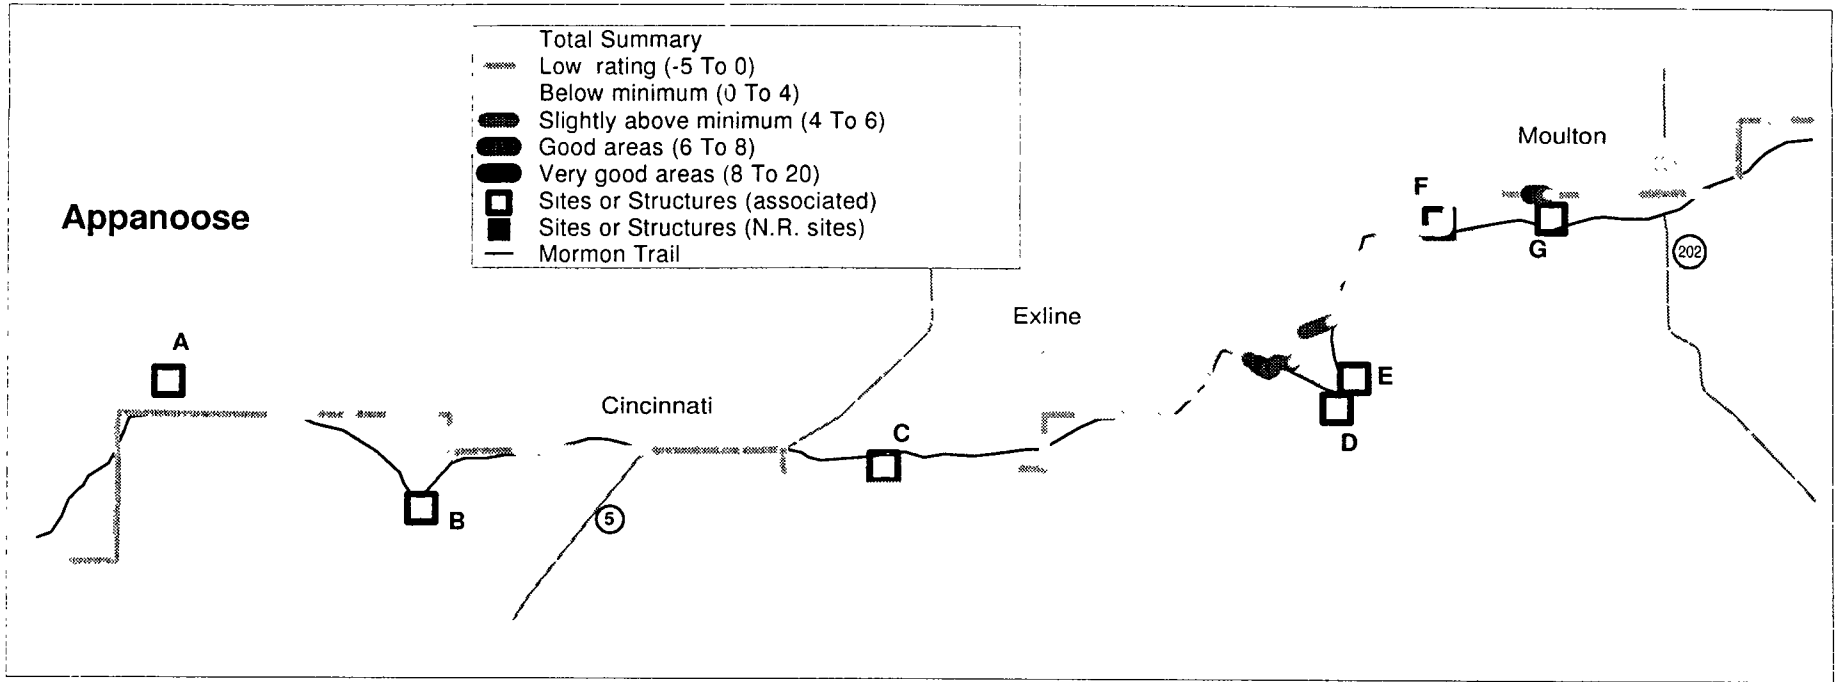 Total Summary
Low rating (-5 To 0)
Below minimum (0 To 4)
Slightly above minimum (4 To 6)
Good areas (6 To 8)
Very good areas (8 To 20)
Sites or Structures (associated)
Sites or Structures (N.R. sites)
Mormon Trail
Appanoose
Moulton
F
G
202
Exline
A
E
Cincinnati
C
D
B
5